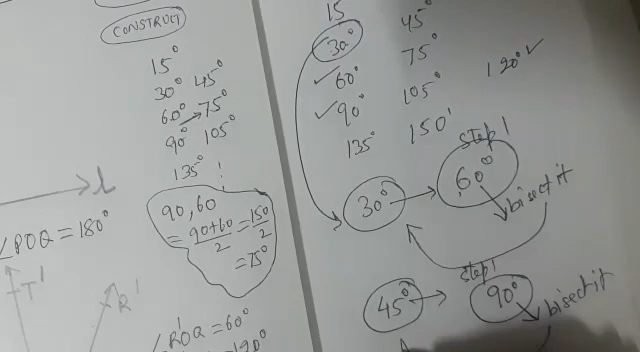 CONSTRUCT
15°
30° 45°
60° 75°
90° 105°
135° !
90, 60
= 90+60/2 = 150/2
= 75°
l
∠POQ = 180°
T'
R'
∠R'OQ = 60°
15
30° 45°
60° 75°
90° 105° 120°
135° 150'
step 1
30° 60°
bisect it
step 1
45° 90°
bisect it